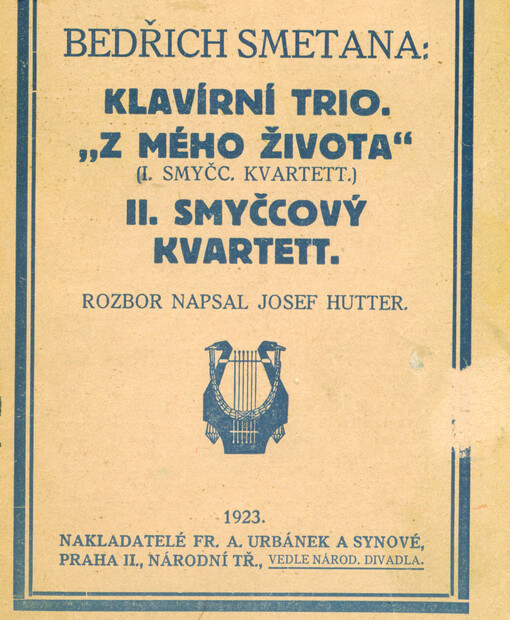 BEDŘICH SMETANA:
KLAVÍRNÍ TRIO.
„Z MÉHO ŽIVOTA“
(I. SMYČC. KVARTETT.)
II. SMYČCOVÝ
KVARTETT.
ROZBOR NAPSAL JOSEF HUTTER.
1923.
NAKLADATELÉ FR. A. URBÁNEK A SYNOVÉ,
PRAHA II., NÁRODNÍ TŘ., VEDLE NÁROD. DIVADLA.